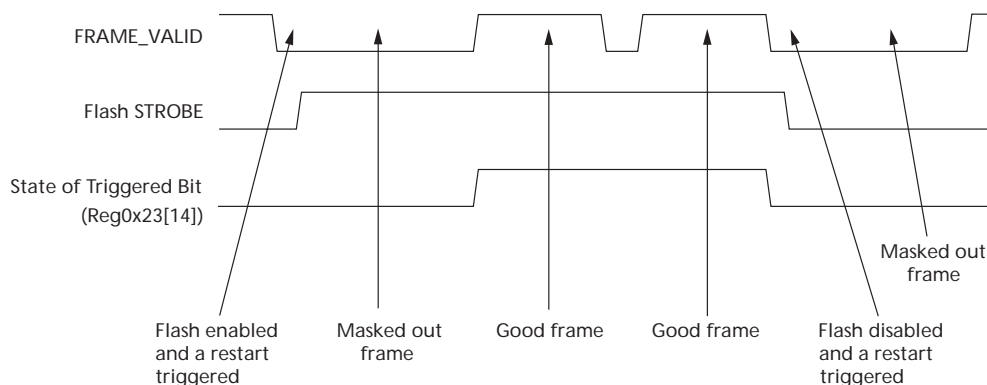 FRAME_VALID
Flash STROBE
State of Triggered Bit
(Reg0x23[14])
Masked out
frame
Flash enabled
and a restart
triggered
Masked out
frame
Good frame
Good frame
Flash disabled
and a restart
triggered